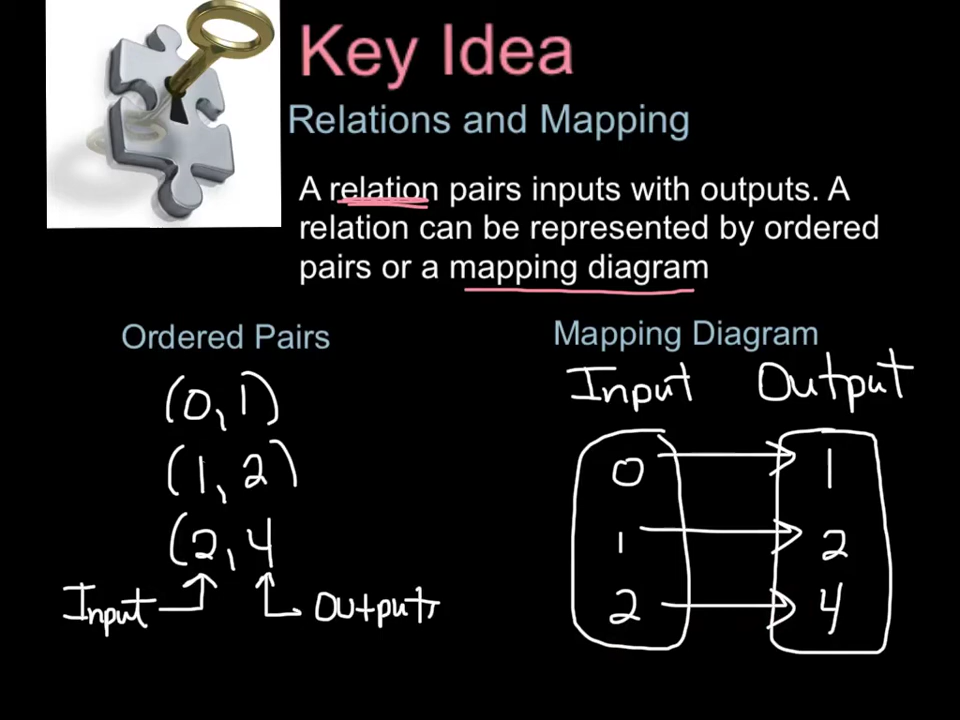 Key Idea
Relations and Mapping
A relation pairs inputs with outputs. A
relation can be represented by ordered
pairs or a mapping diagram
Ordered Pairs
(0, 1)
(1, 2)
(2, 4
Input
Output
Mapping Diagram
Input Output
0 1
1 2
2 4